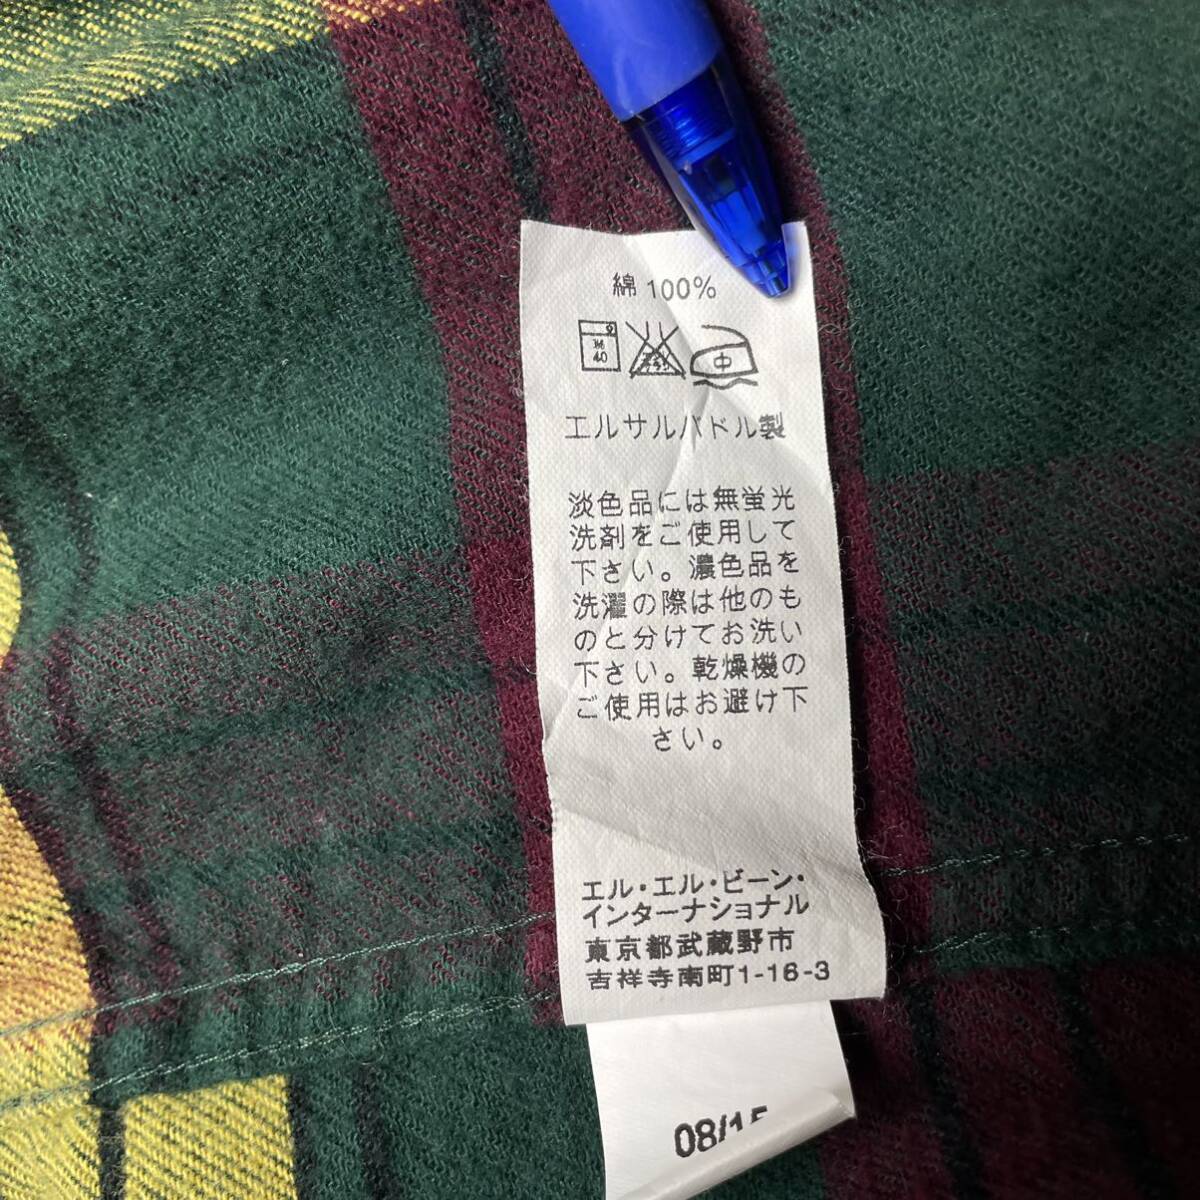 綿 100%
40
中
エルサルバドル製
淡色品には無蛍光
洗剤をご使用して
下さい。濃色品を
洗濯の際は他のも
のと分けてお洗い
下さい。乾燥機の
ご使用はお避け下
さい。
エル・エル・ビーン・
インターナショナル
東京都武蔵野市
吉祥寺南町1-16-3